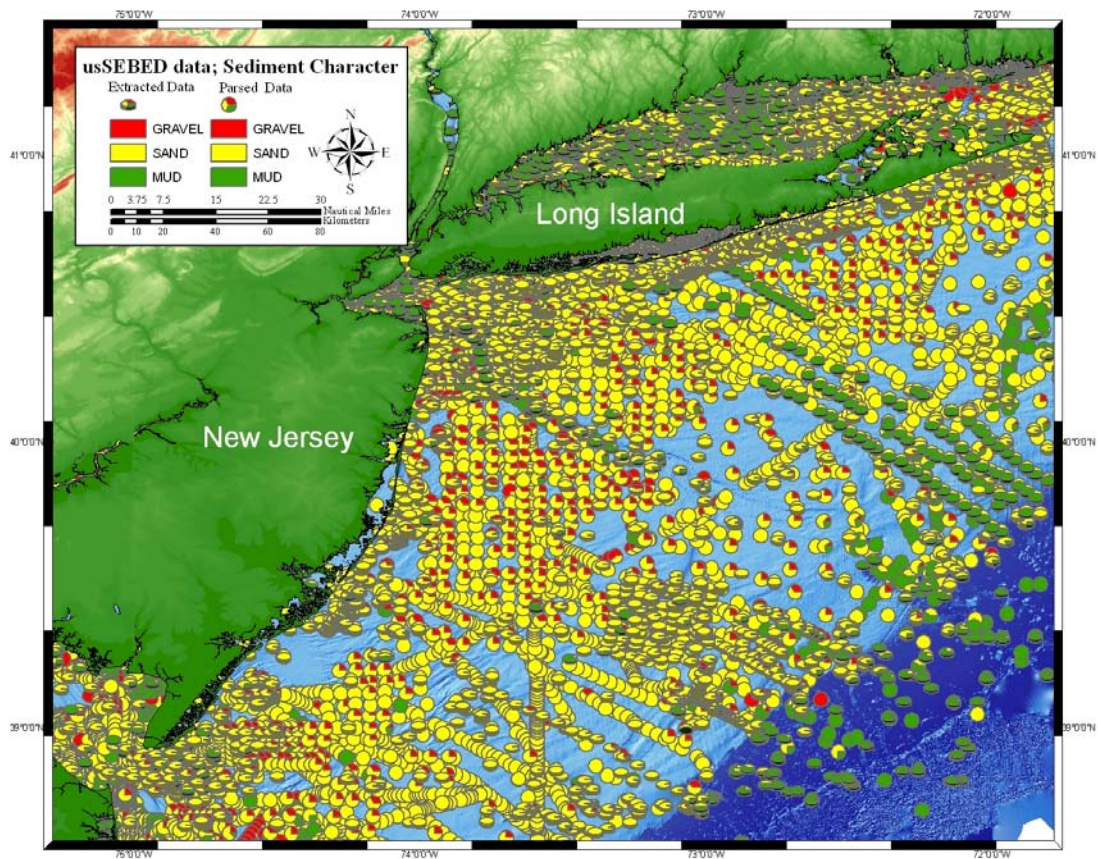 75°0'0"W 74°0'0"W 73°0'0"W 72°0'0"W
usSEBED data; Sediment Character
Extracted Data Parsed Data
GRAVEL GRAVEL
SAND SAND
MUD MUD
N
W E
S
0 3.75 7.5 15 22.5 30
Nautical Miles
Kilometers
0 10 20 40 60 80
41°0'0"N 41°0'0"N
Long Island
New Jersey
40°0'0"N 40°0'0"N
39°0'0"N 39°0'0"N
75°0'0"W 74°0'0"W 73°0'0"W 72°0'0"W